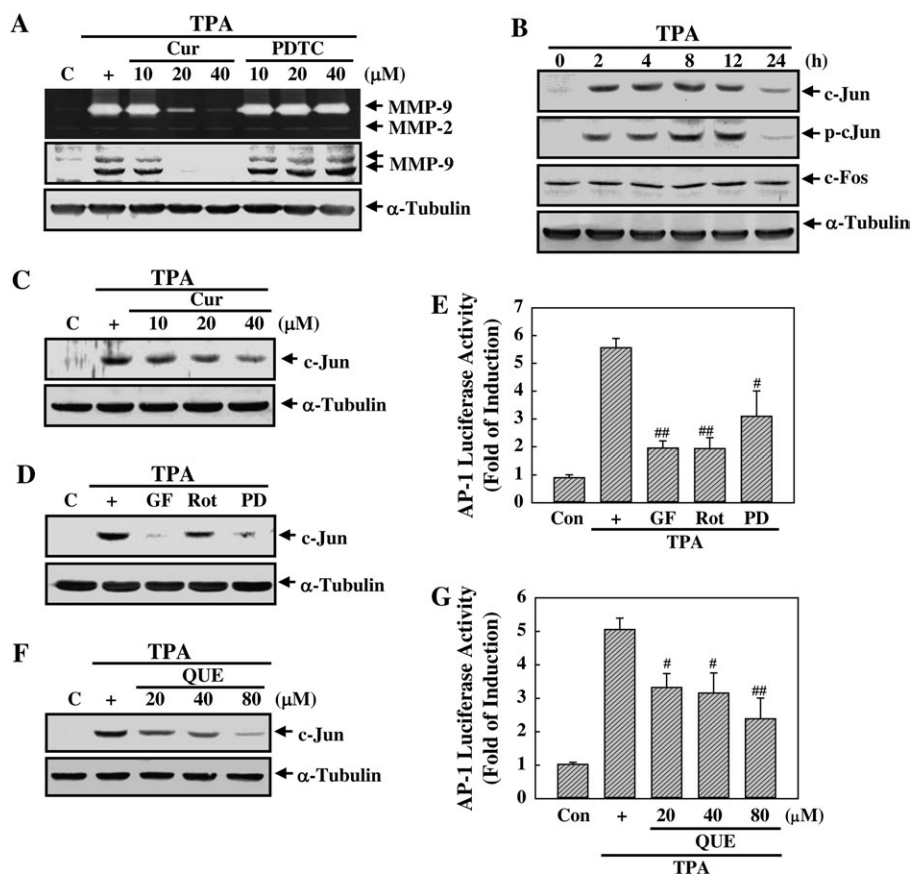 A
TPA
Cur PDTC
C + 10 20 40 10 20 40 (μM)
MMP-9
MMP-2
MMP-9
α-Tubulin
B
TPA
0 2 4 8 12 24 (h)
c-Jun
p-cJun
c-Fos
α-Tubulin
C
TPA
Cur
C + 10 20 40 (μM)
c-Jun
α-Tubulin
D
TPA
C + GF Rot PD
c-Jun
α-Tubulin
E
AP-1 Luciferase Activity
(Fold of Induction)
7
6
5
4
3
2
1
0
## ## #
Con + GF Rot PD
TPA
F
TPA
QUE
C + 20 40 80 (μM)
c-Jun
α-Tubulin
G
AP-1 Luciferase Activity
(Fold of Induction)
6
5
4
3
2
1
0
# # ##
Con + 20 40 80 (μM)
QUE
TPA